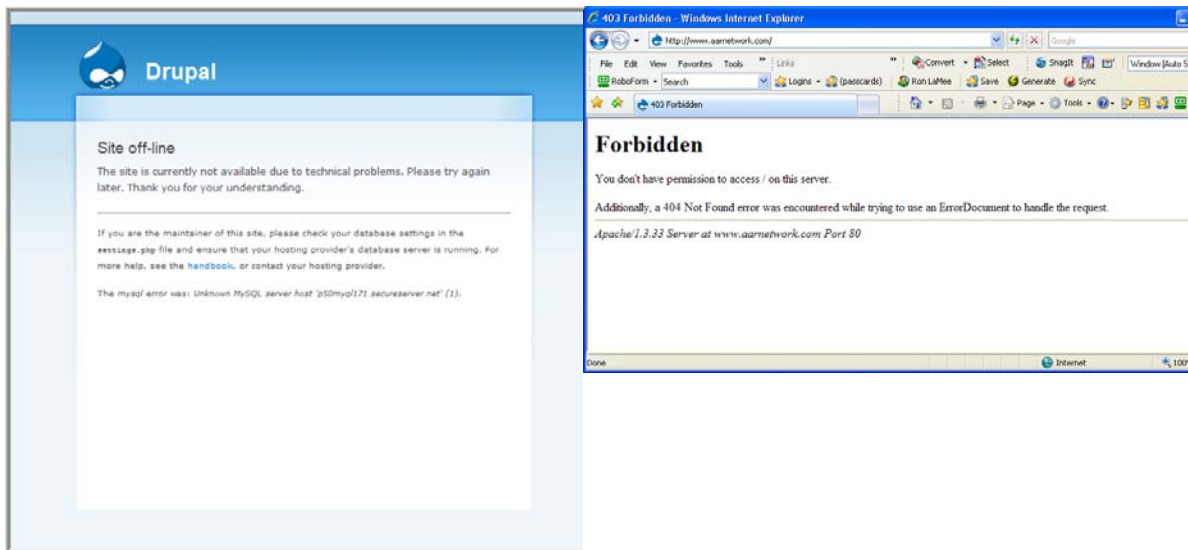 Drupal
Site off-line
The site is currently not available due to technical problems. Please try again
later. Thank you for your understanding.
If you are the maintainer of this site, please check your database settings in the
settings.php file and ensure that your hosting provider's database server is running. For
more help, see the handbook, or contact your hosting provider.
The mysql error was: Unknown MySQL server host 'p50mysql171.secureserver.net' (1).
403 Forbidden - Windows Internet Explorer
http://www.aarnetwork.com/
Google
File Edit View Favorites Tools » Links » Convert Select SnagIt Window (Auto S
RoboForm Search Logins (passcards) Ron LaMee Save Generate Sync
403 Forbidden Page Tools
Forbidden
You don't have permission to access / on this server.
Additionally, a 404 Not Found error was encountered while trying to use an ErrorDocument to handle the request.
Apache/1.3.33 Server at www.aarnetwork.com Port 80
Done Internet 100%